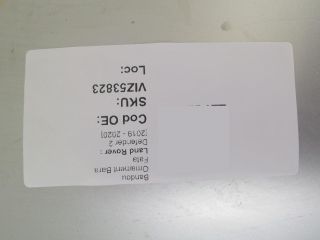 Bandou
Ornament Bara
Fata
Land Rover :
Defender 2
[2019 - 2020]
Cod OE:
SKU:
VIZ53823
Loc: